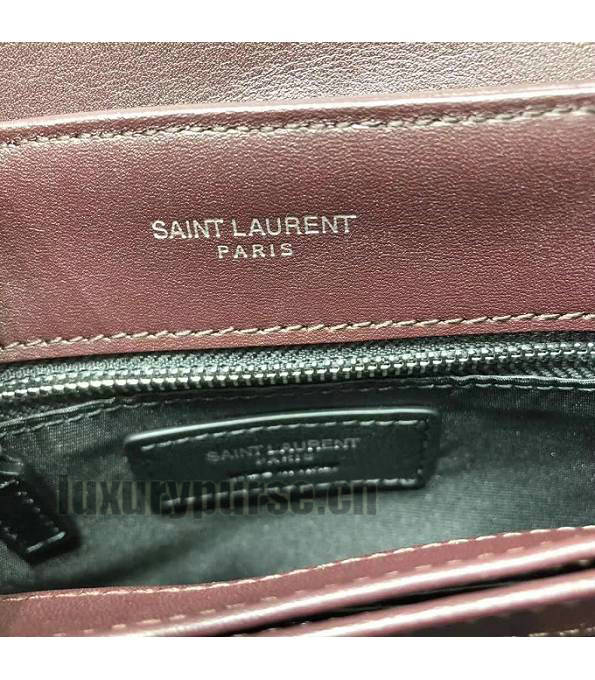 SAINT LAURENT
PARIS
SAINT LAURENT
PARIS
luxurypurse.cn